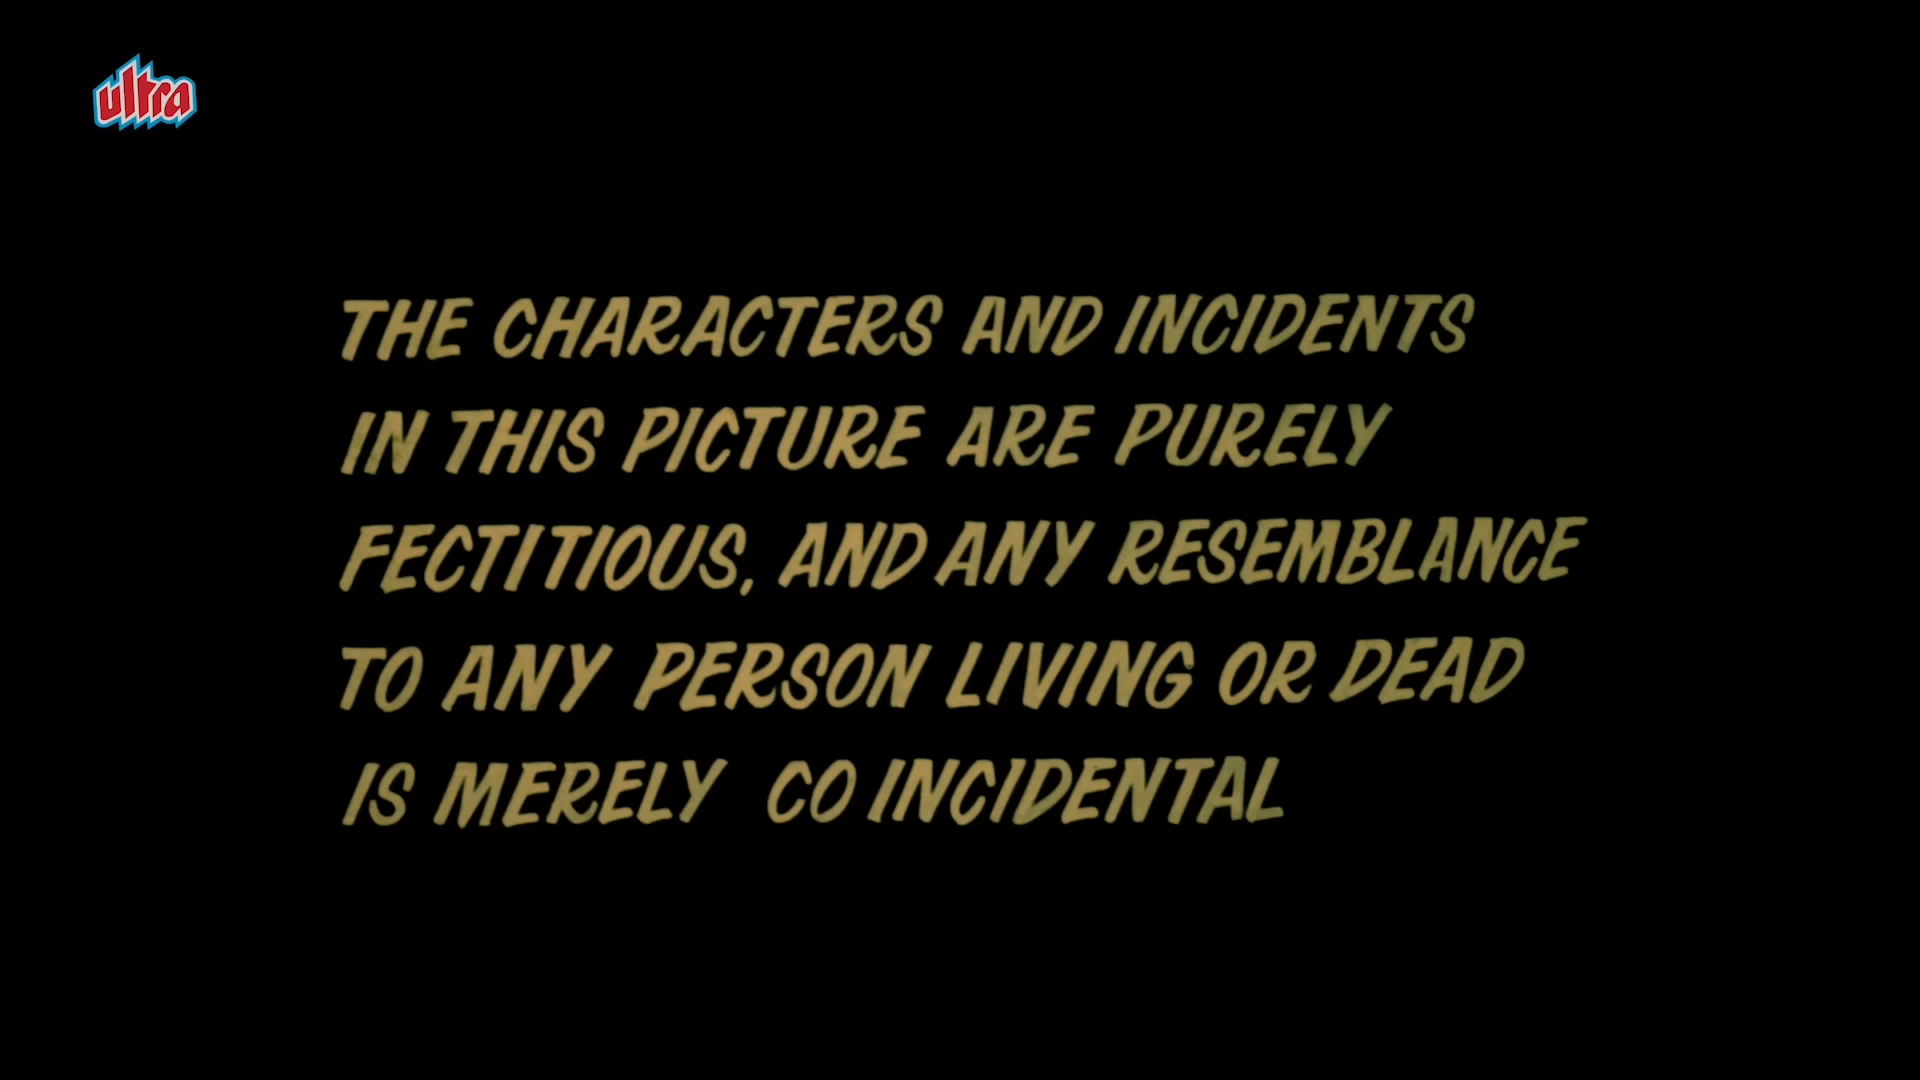 ultra
THE CHARACTERS AND INCIDENTS
IN THIS PICTURE ARE PURELY
FECTITIOUS, AND ANY RESEMBLANCE
TO ANY PERSON LIVING OR DEAD
IS MERELY CO INCIDENTAL